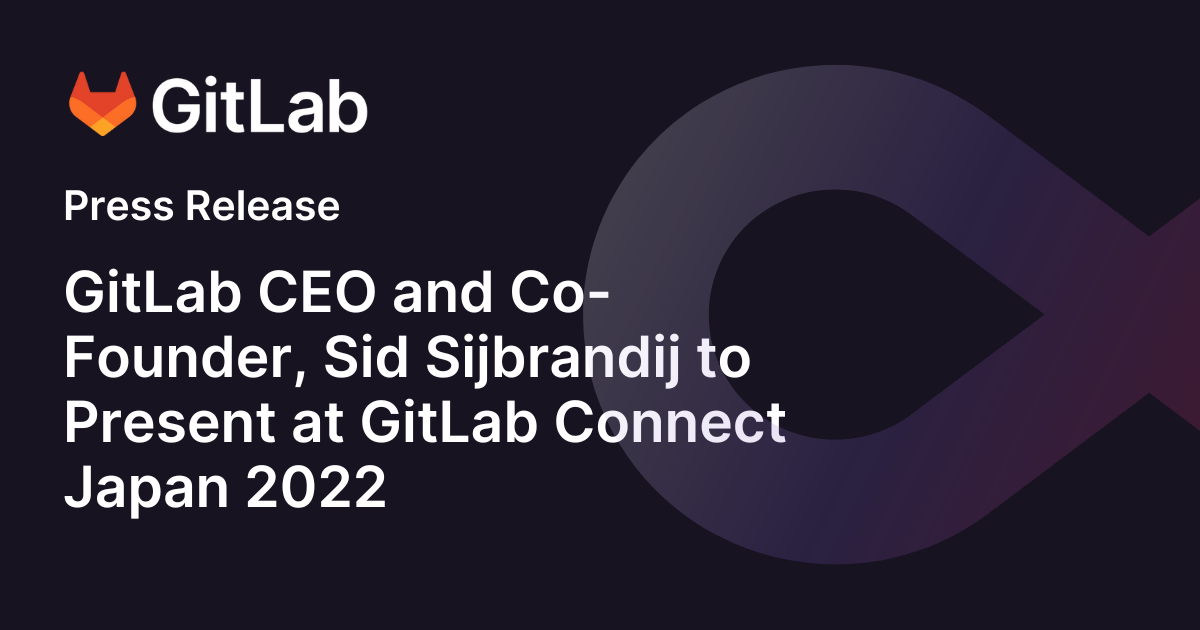 GitLab
Press Release
GitLab CEO and Co-
Founder, Sid Sijbrandij to
Present at GitLab Connect
Japan 2022